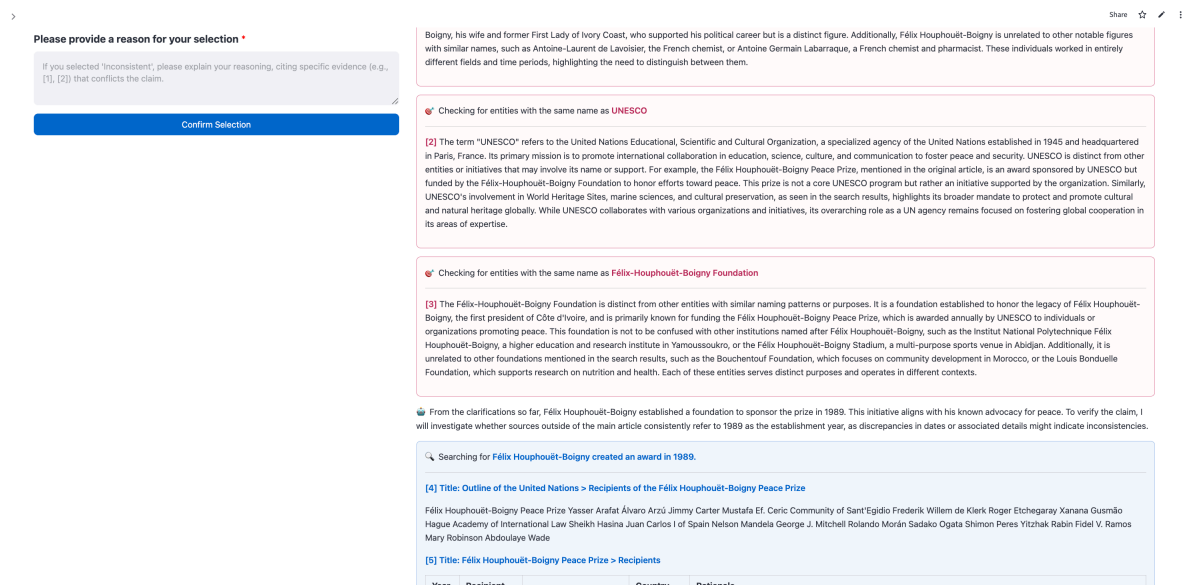 Share
Please provide a reason for your selection *
If you selected 'Inconsistent', please explain your reasoning, citing specific evidence (e.g.,
[1], [2]) that conflicts the claim.
Confirm Selection
Boigny, his wife and former First Lady of Ivory Coast, who supported his political career but is a distinct figure. Additionally, Félix Houphouët-Boigny is unrelated to other notable figures
with similar names, such as Antoine-Laurent de Lavoisier, the French chemist, or Antoine Germain Labarraque, a French chemist and pharmacist. These individuals worked in entirely
different fields and time periods, highlighting the need to distinguish between them.
Checking for entities with the same name as UNESCO
[2] The term "UNESCO" refers to the United Nations Educational, Scientific and Cultural Organization, a specialized agency of the United Nations established in 1945 and headquartered
in Paris, France. Its primary mission is to promote international collaboration in education, science, culture, and communication to foster peace and security. UNESCO is distinct from other
entities or initiatives that may involve its name or support. For example, the Félix Houphouët-Boigny Peace Prize, mentioned in the original article, is an award sponsored by UNESCO but
funded by the Félix-Houphouët-Boigny Foundation to honor efforts toward peace. This prize is not a core UNESCO program but rather an initiative supported by the organization. Similarly,
UNESCO's involvement in World Heritage Sites, marine sciences, and cultural preservation, as seen in the search results, highlights its broader mandate to protect and promote cultural
and natural heritage globally. While UNESCO collaborates with various organizations and initiatives, its overarching role as a UN agency remains focused on fostering global cooperation in
its areas of expertise.
Checking for entities with the same name as Félix-Houphouët-Boigny Foundation
[3] The Félix-Houphouët-Boigny Foundation is distinct from other entities with similar naming patterns or purposes. It is a foundation established to honor the legacy of Félix Houphouët-
Boigny, the first president of Côte d'Ivoire, and is primarily known for funding the Félix Houphouët-Boigny Peace Prize, which is awarded annually by UNESCO to individuals or
organizations promoting peace. This foundation is not to be confused with other institutions named after Félix Houphouët-Boigny, such as the Institut National Polytechnique Félix
Houphouët-Boigny, a higher education and research institute in Yamoussoukro, or the Félix Houphouët-Boigny Stadium, a multi-purpose sports venue in Abidjan. Additionally, it is
unrelated to other foundations mentioned in the search results, such as the Bouchentouf Foundation, which focuses on community development in Morocco, or the Louis Bonduelle
Foundation, which supports research on nutrition and health. Each of these entities serves distinct purposes and operates in different contexts.
From the clarifications so far, Félix Houphouët-Boigny established a foundation to sponsor the prize in 1989. This initiative aligns with his known advocacy for peace. To verify the claim, I
will investigate whether sources outside of the main article consistently refer to 1989 as the establishment year, as discrepancies in dates or associated details might indicate inconsistencies.
Searching for Félix Houphouët-Boigny created an award in 1989.
[4] Title: Outline of the United Nations > Recipients of the Félix Houphouët-Boigny Peace Prize
Félix Houphouët-Boigny Peace Prize Yasser Arafat Álvaro Arzú Jimmy Carter Mustafa Ef. Ceric Community of Sant'Egidio Frederik Willem de Klerk Roger Etchegaray Xanana Gusmão
Hague Academy of International Law Sheikh Hasina Juan Carlos I of Spain Nelson Mandela George J. Mitchell Rolando Morán Sadako Ogata Shimon Peres Yitzhak Rabin Fidel V. Ramos
Mary Robinson Abdoulaye Wade
[5] Title: Félix Houphouët-Boigny Peace Prize > Recipients
Year Recipient Country Rationale